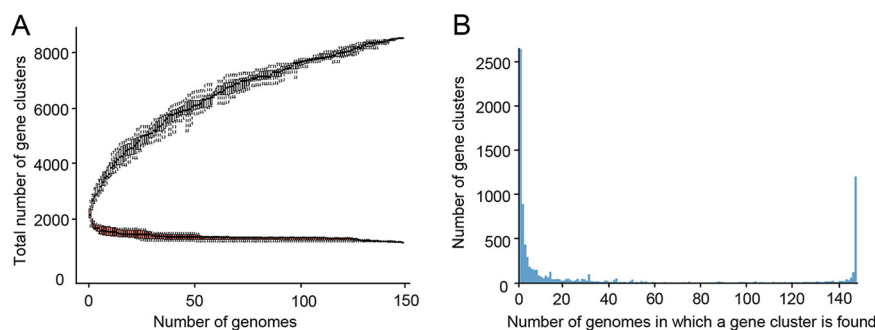 A
Total number of gene clusters
8000
6000
4000
2000
0
0 50 100 150
Number of genomes
B
Number of gene clusters
2500
2000
1500
1000
500
0
0 20 40 60 80 100 120 140
Number of genomes in which a gene cluster is found